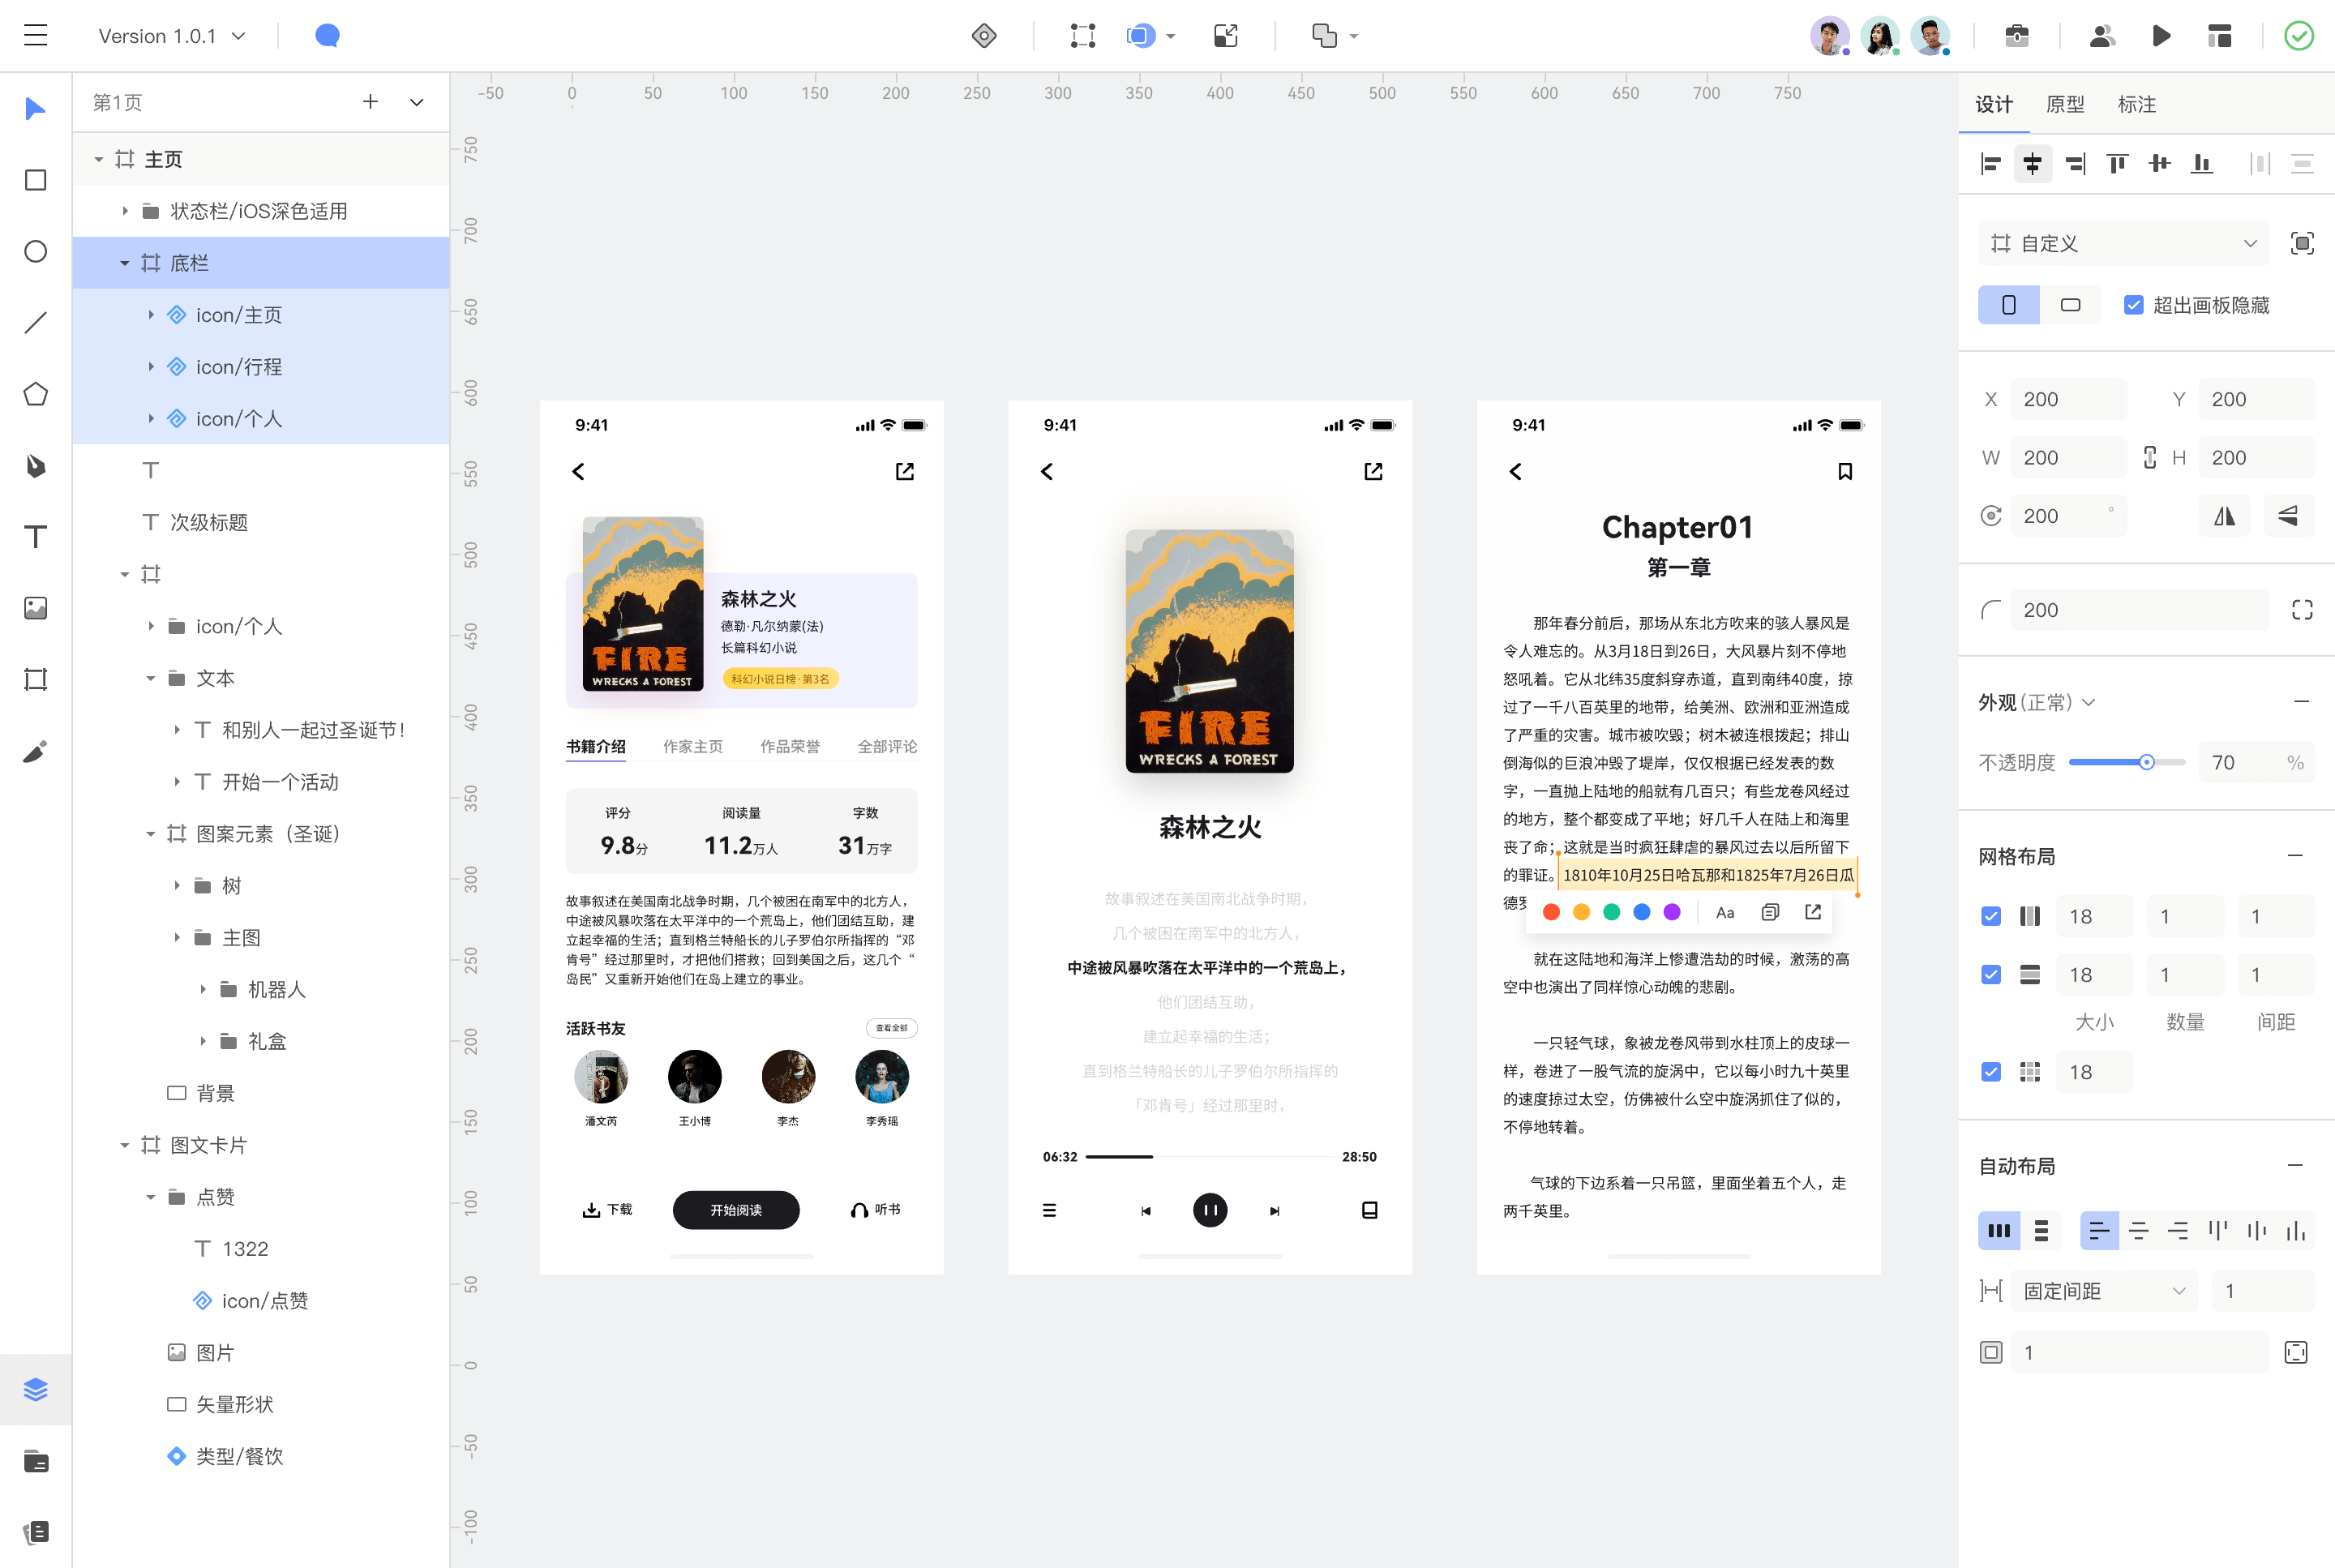 Version 1.0.1
第1页
主页
状态栏/iOS深色适用
底栏
icon/主页
icon/行程
icon/个人
次级标题
icon/个人
文本
和别人一起过圣诞节！
开始一个活动
图案元素（圣诞）
树
主图
机器人
礼盒
背景
图文卡片
点赞
1322
icon/点赞
图片
矢量形状
类型/餐饮
-50 0 50 100 150 200 250 300 350 400 450 500 550 600 650 700 750
750
700
650
600
550
500
450
400
350
300
250
200
150
100
50
0
-50
-100
9:41
FIRE
WRECKS A FOREST
森林之火
德勒·凡尔纳蒙(法)
长篇科幻小说
科幻小说日榜·第3名
书籍介绍 作家主页 作品荣誉 全部评论
评分 阅读量 字数
9.8分 11.2万人 31万字
故事叙述在美国南北战争时期，几个被困在南军中的北方人，
中途被风暴吹落在太平洋中的一个荒岛上，他们团结互助，建
立起幸福的生活；直到格兰特船长的儿子罗伯尔所指挥的“邓
肯号”经过那里时，才把他们搭救；回到美国之后，这几个“
岛民”又重新开始他们在岛上建立的事业。
活跃书友 查看全部
潘文芮 王小博 李杰 李秀瑶
下载 开始阅读 听书
9:41
FIRE
WRECKS A FOREST
森林之火
故事叙述在美国南北战争时期，
几个被困在南军中的北方人，
中途被风暴吹落在太平洋中的一个荒岛上，
他们团结互助，
建立起幸福的生活；
直到格兰特船长的儿子罗伯尔所指挥的
「邓肯号」经过那里时，
06:32 28:50
9:41
Chapter01
第一章
那年春分前后，那场从东北方吹来的骇人暴风是
令人难忘的。从3月18日到26日，大风暴片刻不停地
怒吼着。它从北纬35度斜穿赤道，直到南纬40度，掠
过了一千八百英里的地带，给美洲、欧洲和亚洲造成
了严重的灾害。城市被吹毁；树木被连根拨起；排山
倒海似的巨浪冲毁了堤岸，仅仅根据已经发表的数
字，一直抛上陆地的船就有几百只；有些龙卷风经过
的地方，整个都变成了平地；好几千人在陆上和海里
丧了命；这就是当时疯狂肆虐的暴风过去以后所留下
的罪证。1810年10月25日哈瓦那和1825年7月26日瓜
德罗
Aa
就在这陆地和海洋上惨遭浩劫的时候，激荡的高
空中也演出了同样惊心动魄的悲剧。
一只轻气球，象被龙卷风带到水柱顶上的皮球一
样，卷进了一股气流的旋涡中，它以每小时九十英里
的速度掠过太空，仿佛被什么空中旋涡抓住了似的，
不停地转着。
气球的下边系着一只吊篮，里面坐着五个人，走
两千英里。
设计 原型 标注
自定义
超出画板隐藏
X 200 Y 200
W 200 H 200
200 °
200
外观(正常)
不透明度 70 %
网格布局
18 1 1
18 1 1
大小 数量 间距
18
自动布局
固定间距 1
1